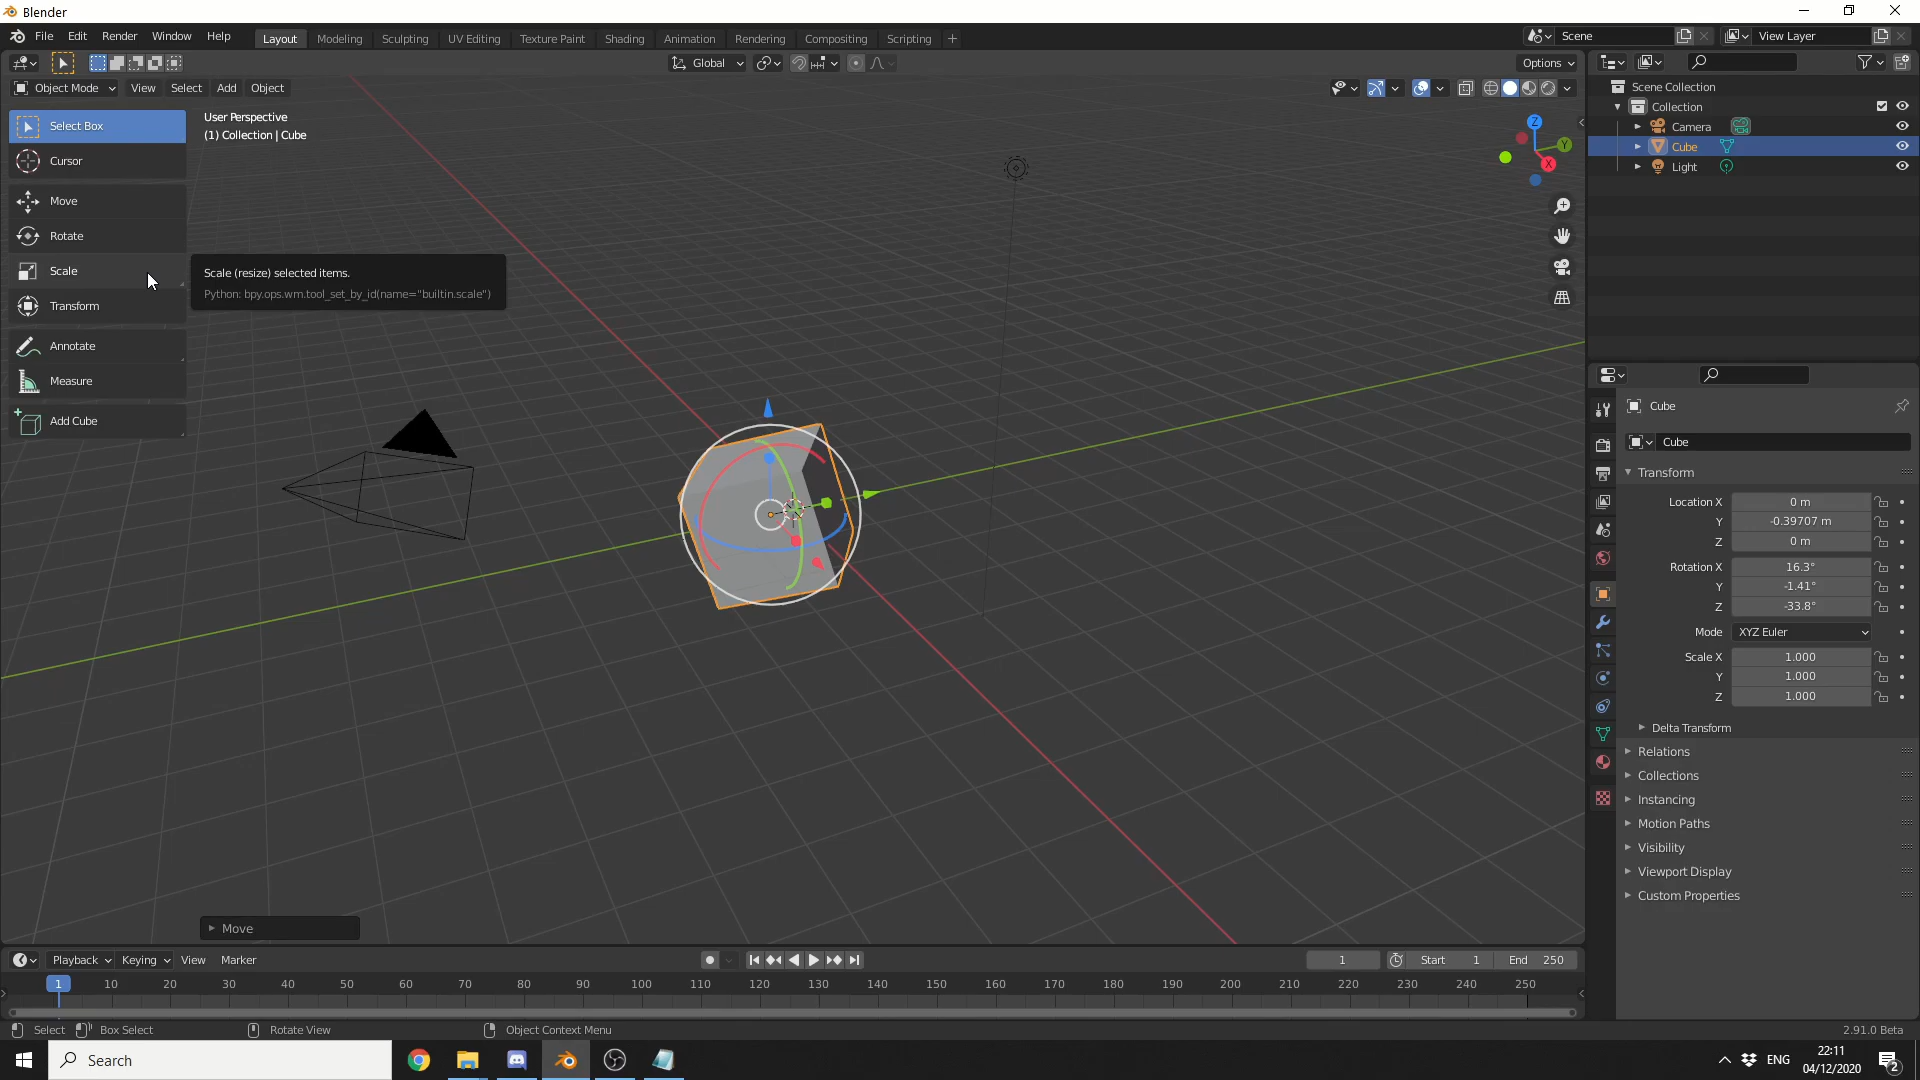 Blender
File Edit Render Window Help
Layout Modeling Sculpting UV Editing Texture Paint Shading Animation Rendering Compositing Scripting +
Scene
View Layer
Global
Options
Object Mode View Select Add Object
Select Box
Cursor
Move
Rotate
Scale
Transform
Annotate
Measure
Add Cube
User Perspective
(1) Collection | Cube
Scale (resize) selected items.
Python: bpy.ops.wm.tool_set_by_id(name="builtin.scale")
Z
Y
X
Move
Scene Collection
Collection
Camera
Cube
Light
Cube
Cube
Transform
Location X 0 m
Y -0.39707 m
Z 0 m
Rotation X 16.3°
Y -1.41°
Z -33.8°
Mode XYZ Euler
Scale X 1.000
Y 1.000
Z 1.000
Delta Transform
Relations
Collections
Instancing
Motion Paths
Visibility
Viewport Display
Custom Properties
Playback Keying View Marker
1 Start 1 End 250
1 10 20 30 40 50 60 70 80 90 100 110 120 130 140 150 160 170 180 190 200 210 220 230 240 250
Select Box Select Rotate View Object Context Menu 2.91.0 Beta
Search
ENG
22:11
04/12/2020
2